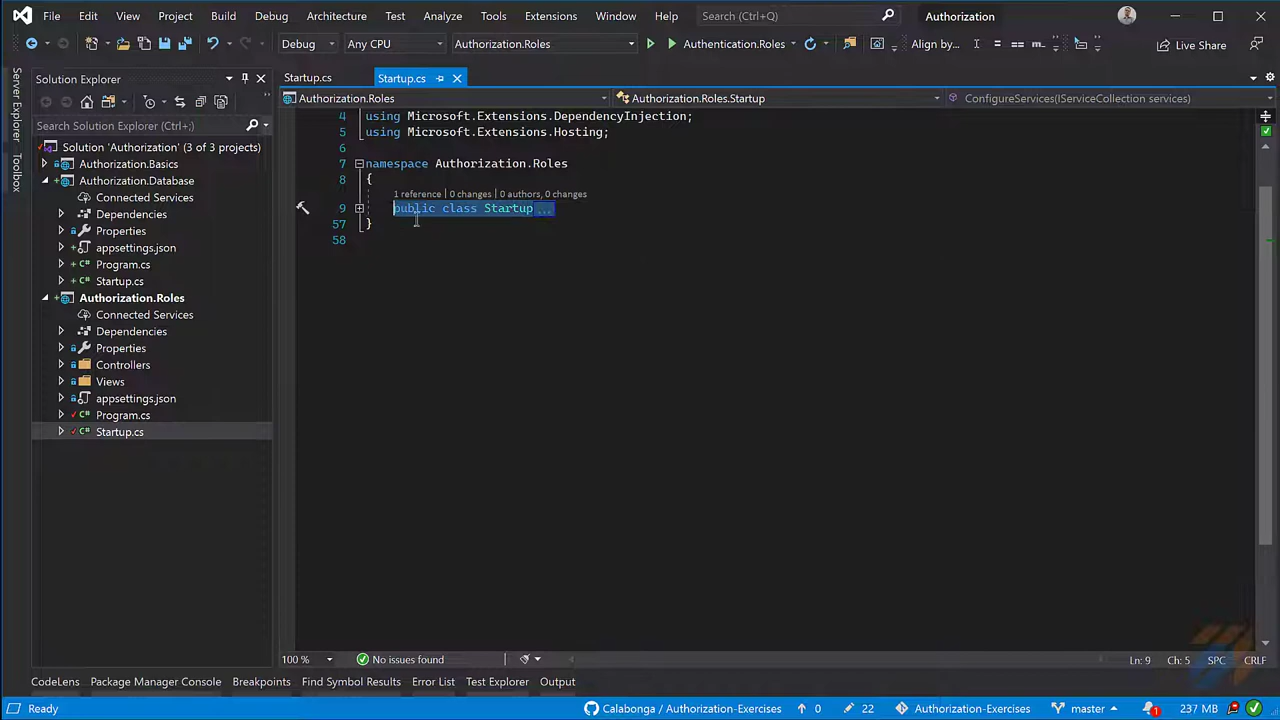 File Edit View Project Build Debug Architecture Test Analyze Tools Extensions Window Help Search (Ctrl+Q) Authorization
Debug Any CPU Authorization.Roles Authentication.Roles Align by... Live Share
Server Explorer
Toolbox
Solution Explorer
Search Solution Explorer (Ctrl+;)
Solution 'Authorization' (3 of 3 projects)
Authorization.Basics
Authorization.Database
Connected Services
Dependencies
Properties
appsettings.json
Program.cs
Startup.cs
Authorization.Roles
Connected Services
Dependencies
Properties
Controllers
Views
appsettings.json
Program.cs
Startup.cs
Startup.cs Startup.cs
Authorization.Roles Authorization.Roles.Startup ConfigureServices(IServiceCollection services)
4 using Microsoft.Extensions.DependencyInjection;
5 using Microsoft.Extensions.Hosting;
6
7 namespace Authorization.Roles
8 {
1 reference | 0 changes | 0 authors, 0 changes
9 public class Startup...
57 }
58
100 % No issues found Ln: 9 Ch: 5 SPC CRLF
CodeLens Package Manager Console Breakpoints Find Symbol Results Error List Test Explorer Output
Ready Calabonga / Authorization-Exercises 0 22 Authorization-Exercises master 1 237 MB